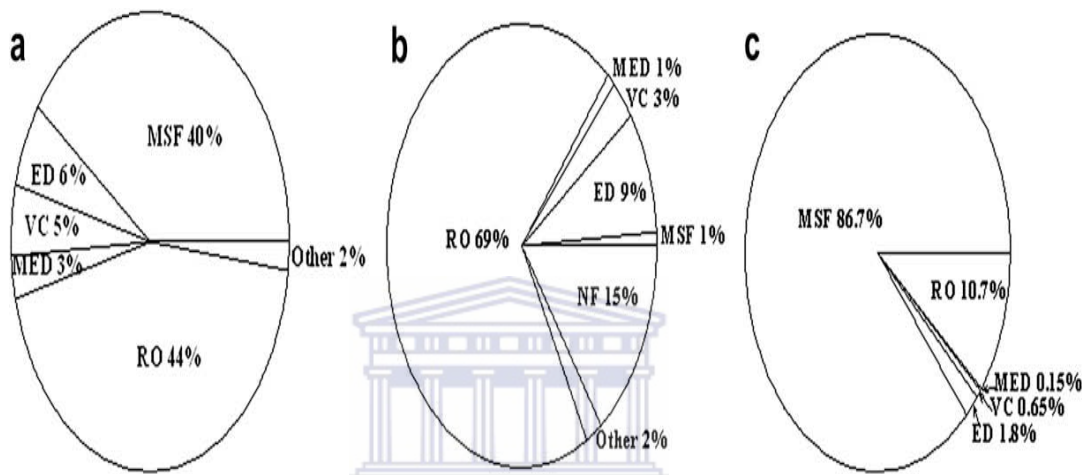 a
MSF 40%
ED 6%
VC 5%
MED 3%
Other 2%
RO 44%
b
MED 1%
VC 3%
ED 9%
RO 69%
MSF 1%
NF 15%
Other 2%
c
MSF 86.7%
RO 10.7%
MED 0.15%
VC 0.65%
ED 1.8%